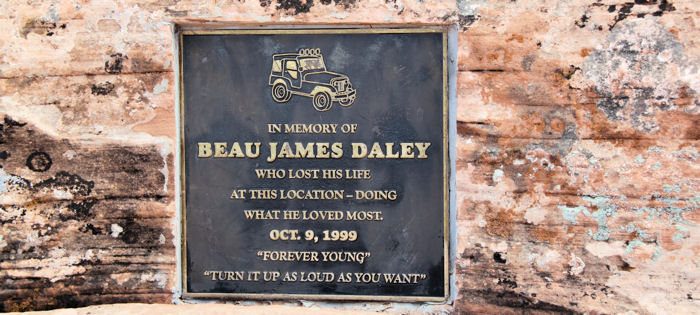 IN MEMORY OF
BEAU JAMES DALEY
WHO LOST HIS LIFE
AT THIS LOCATION – DOING
WHAT HE LOVED MOST.
OCT. 9, 1999
“FOREVER YOUNG”
“TURN IT UP AS LOUD AS YOU WANT”